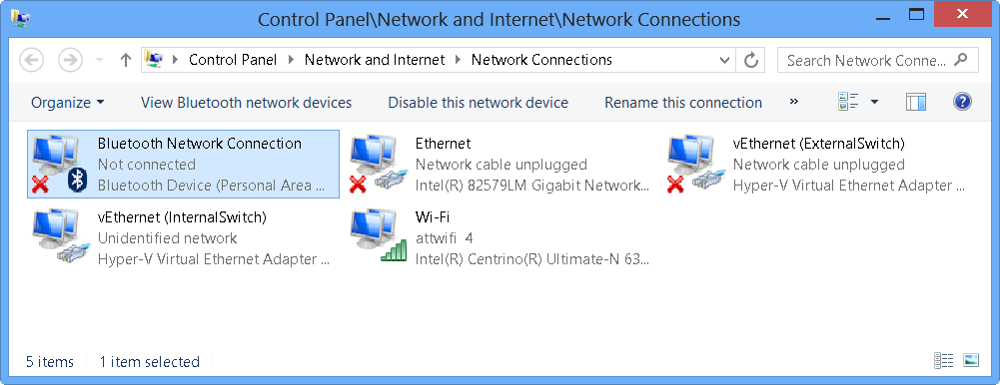 Control Panel\Network and Internet\Network Connections
Control Panel Network and Internet Network Connections
Search Network Conne...
Organize View Bluetooth network devices Disable this network device Rename this connection »
Bluetooth Network Connection
Not connected
Bluetooth Device (Personal Area ...
Ethernet
Network cable unplugged
Intel(R) 82579LM Gigabit Network...
vEthernet (ExternalSwitch)
Network cable unplugged
Hyper-V Virtual Ethernet Adapter ...
vEthernet (InternalSwitch)
Unidentified network
Hyper-V Virtual Ethernet Adapter ...
Wi-Fi
attwifi 4
Intel(R) Centrino(R) Ultimate-N 63...
5 items 1 item selected